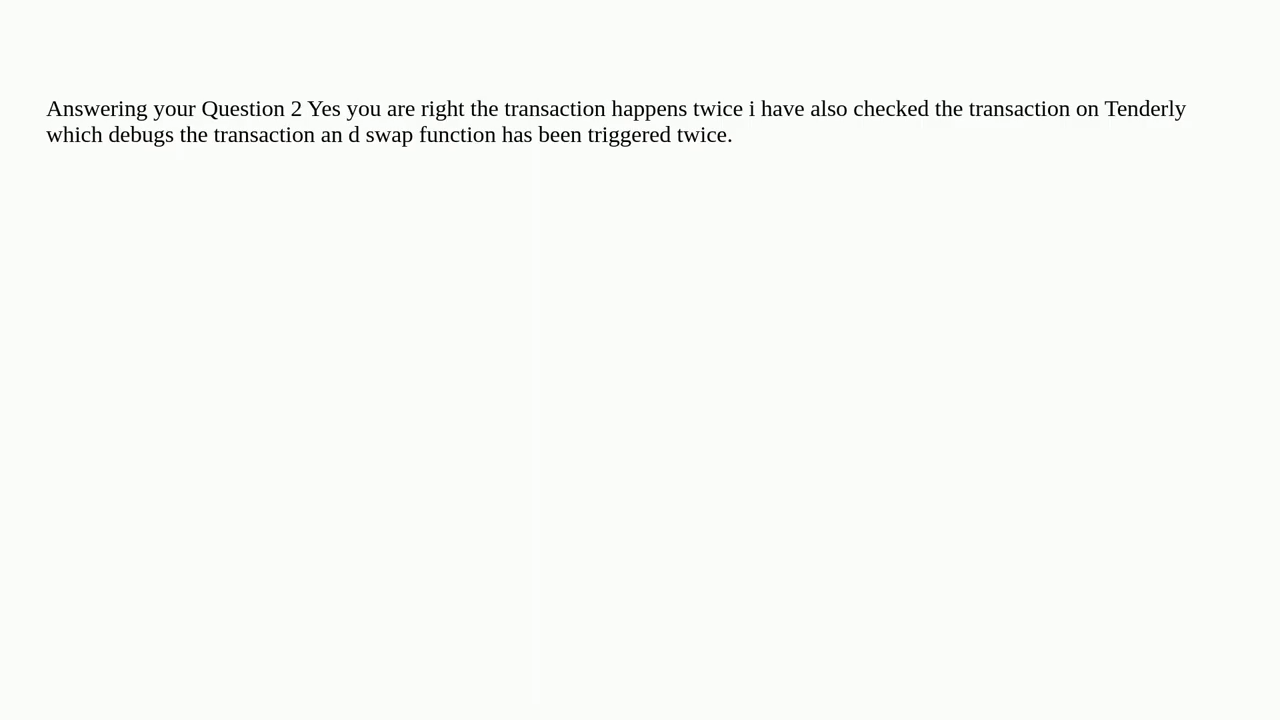 Answering your Question 2 Yes you are right the transaction happens twice i have also checked the transaction on Tenderly
which debugs the transaction an d swap function has been triggered twice.